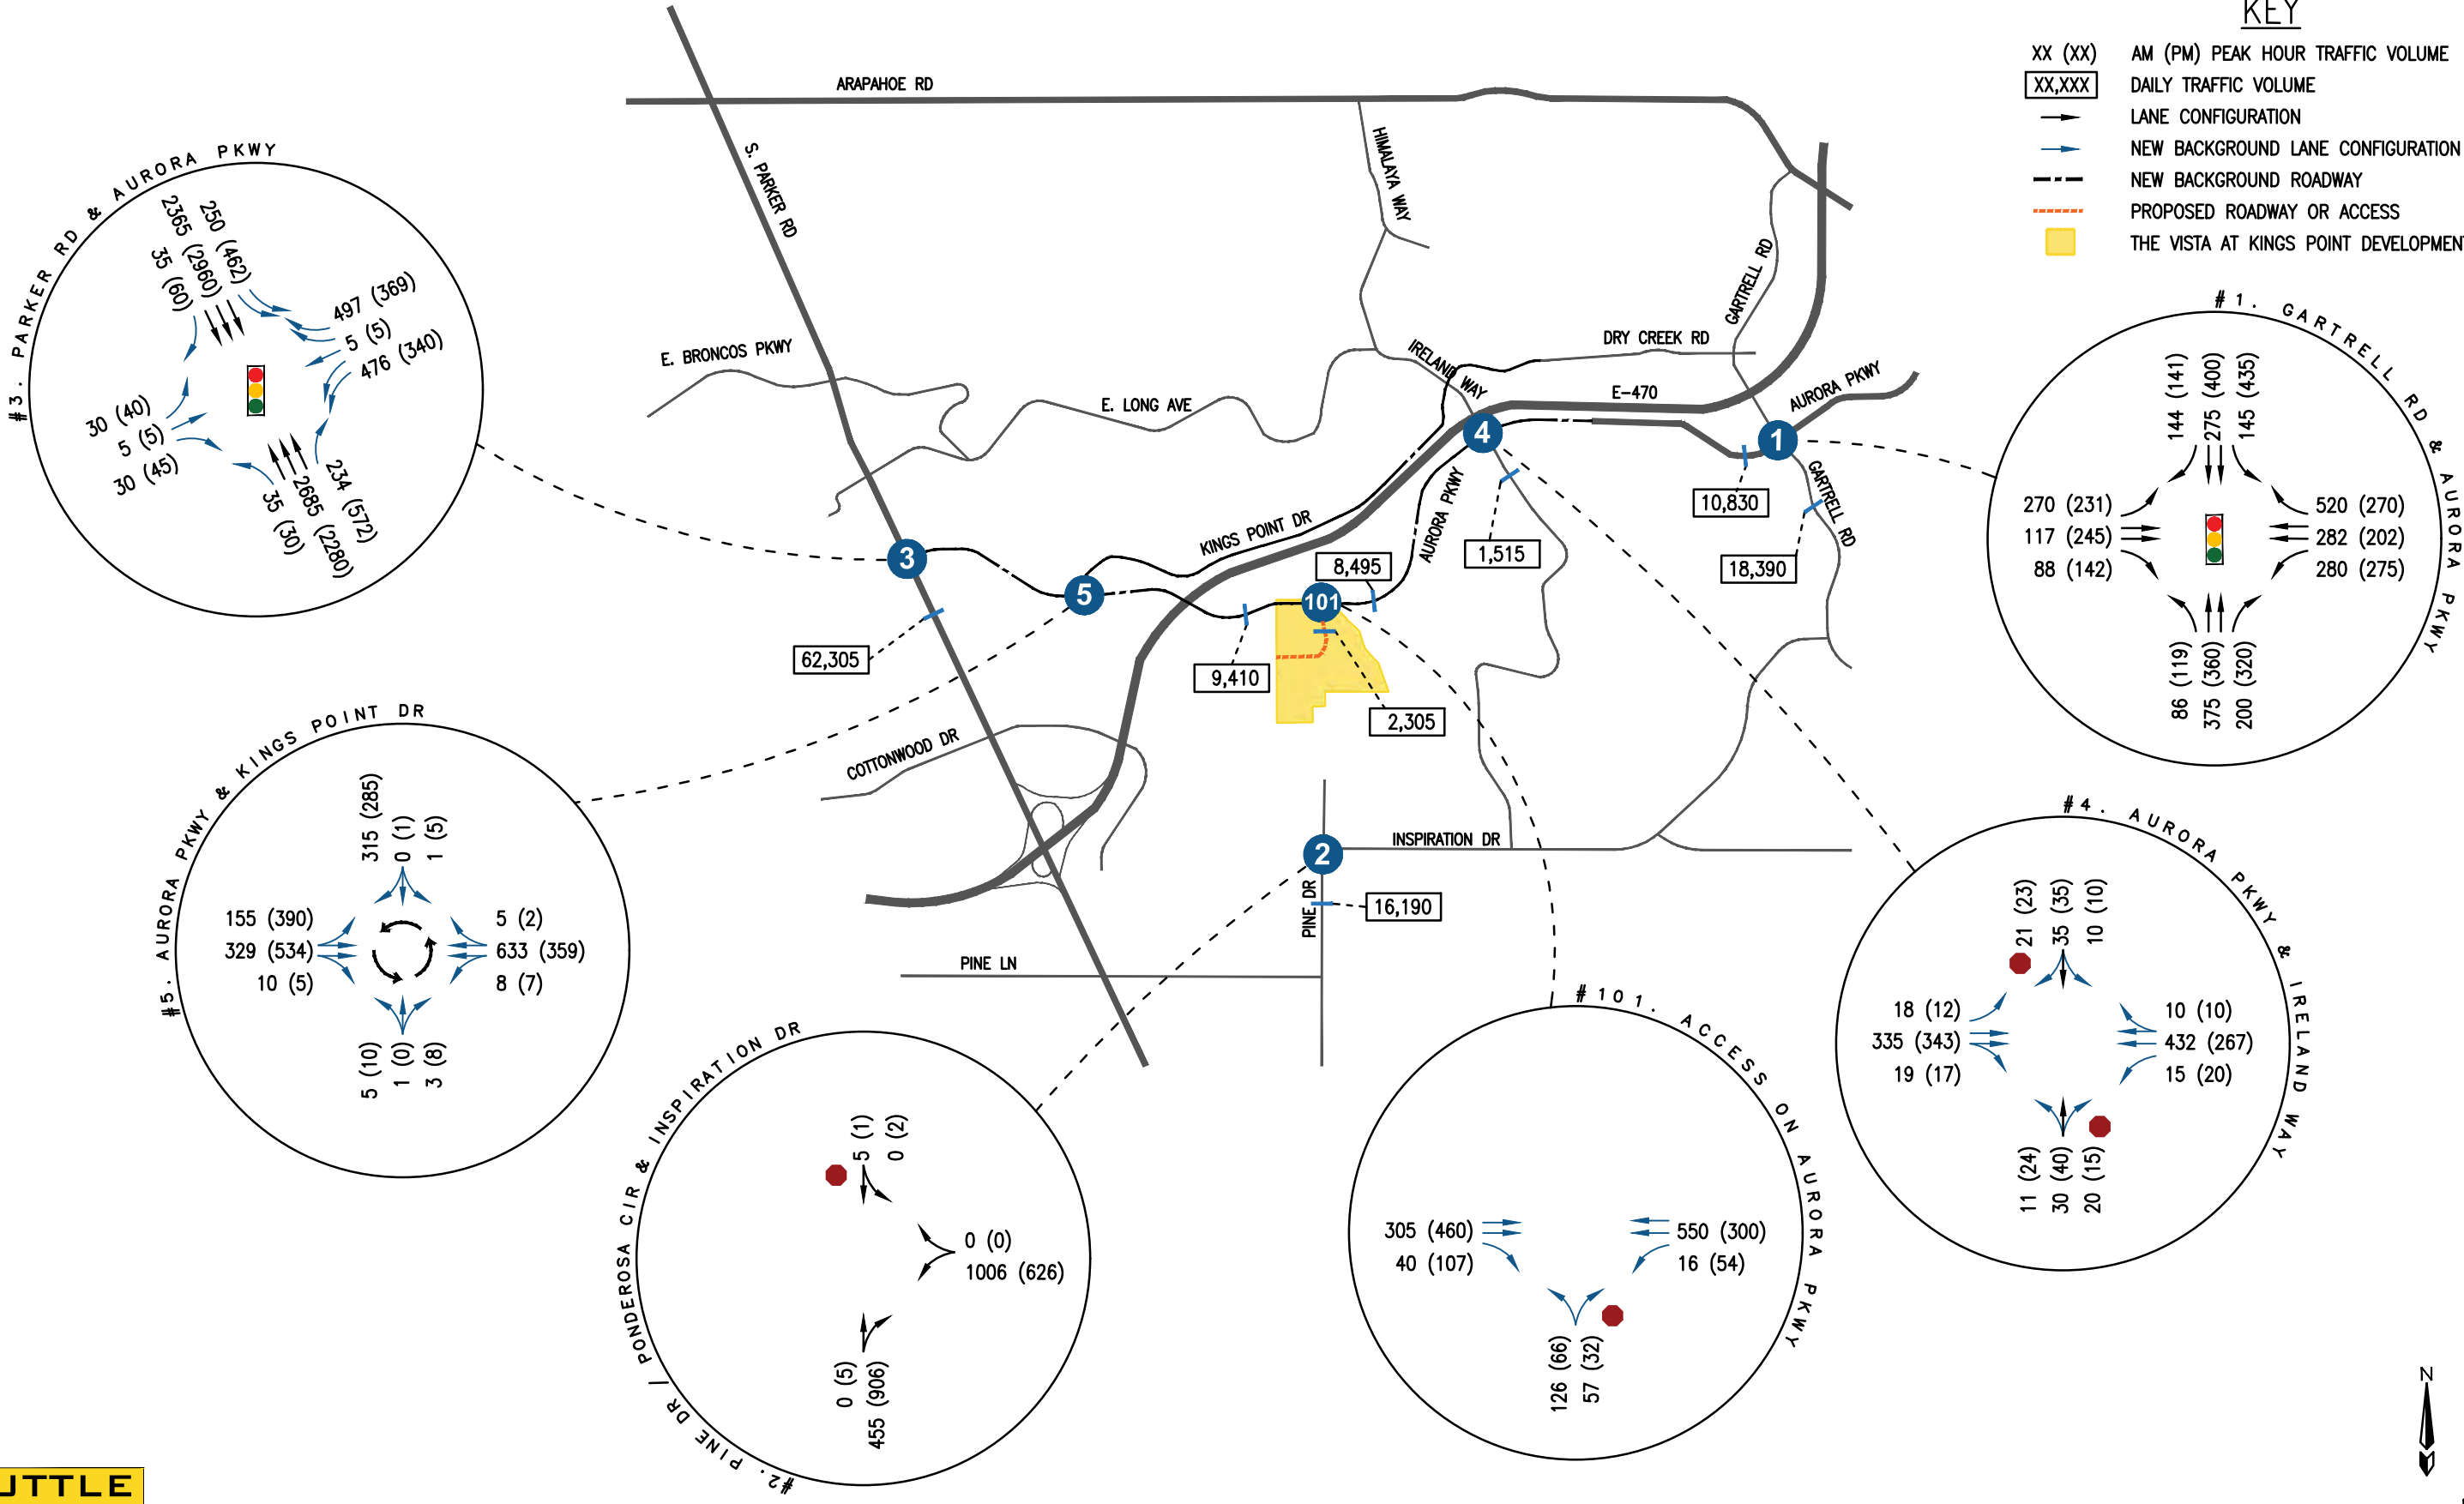 KEY
XX (XX) AM (PM) PEAK HOUR TRAFFIC VOLUME
XX,XXX DAILY TRAFFIC VOLUME
LANE CONFIGURATION
NEW BACKGROUND LANE CONFIGURATION
NEW BACKGROUND ROADWAY
PROPOSED ROADWAY OR ACCESS
THE VISTA AT KINGS POINT DEVELOPMENT
ARAPAHOE RD
S. PARKER RD
HIMALAYA WAY
GARTRELL RD
E. BRONCOS PKWY
E. LONG AVE
IRELAND WAY
DRY CREEK RD
E-470
AURORA PKWY
KINGS POINT DR
AURORA PKWY
GARTRELL RD
COTTONWOOD DR
INSPIRATION DR
PINE DR
PINE LN
1
2
3
4
5
101
10,830
18,390
1,515
8,495
9,410
2,305
62,305
16,190
#3. PARKER RD & AURORA PKWY
35 (60)
2365 (2960)
250 (462)
497 (369)
5 (5)
476 (340)
30 (40)
5 (5)
30 (45)
35 (30)
2685 (2280)
234 (572)
#1. GARTRELL RD & AURORA PKWY
144 (141)
275 (400)
145 (435)
270 (231)
117 (245)
88 (142)
520 (270)
282 (202)
280 (275)
86 (119)
375 (360)
200 (320)
#5. AURORA PKWY & KINGS POINT DR
315 (285)
0 (1)
1 (5)
155 (390)
329 (534)
10 (5)
5 (2)
633 (359)
8 (7)
5 (10)
1 (0)
3 (8)
#4. AURORA PKWY & IRELAND WAY
21 (23)
35 (35)
10 (10)
18 (12)
335 (343)
19 (17)
10 (10)
432 (267)
15 (20)
11 (24)
30 (40)
20 (15)
#2. PINE DR / PONDEROSA CIR & INSPIRATION DR
5 (1)
0 (2)
0 (0)
1006 (626)
0 (5)
455 (906)
#101. ACCESS ON AURORA PKWY
305 (460)
40 (107)
550 (300)
16 (54)
126 (66)
57 (32)
N
UTTLE